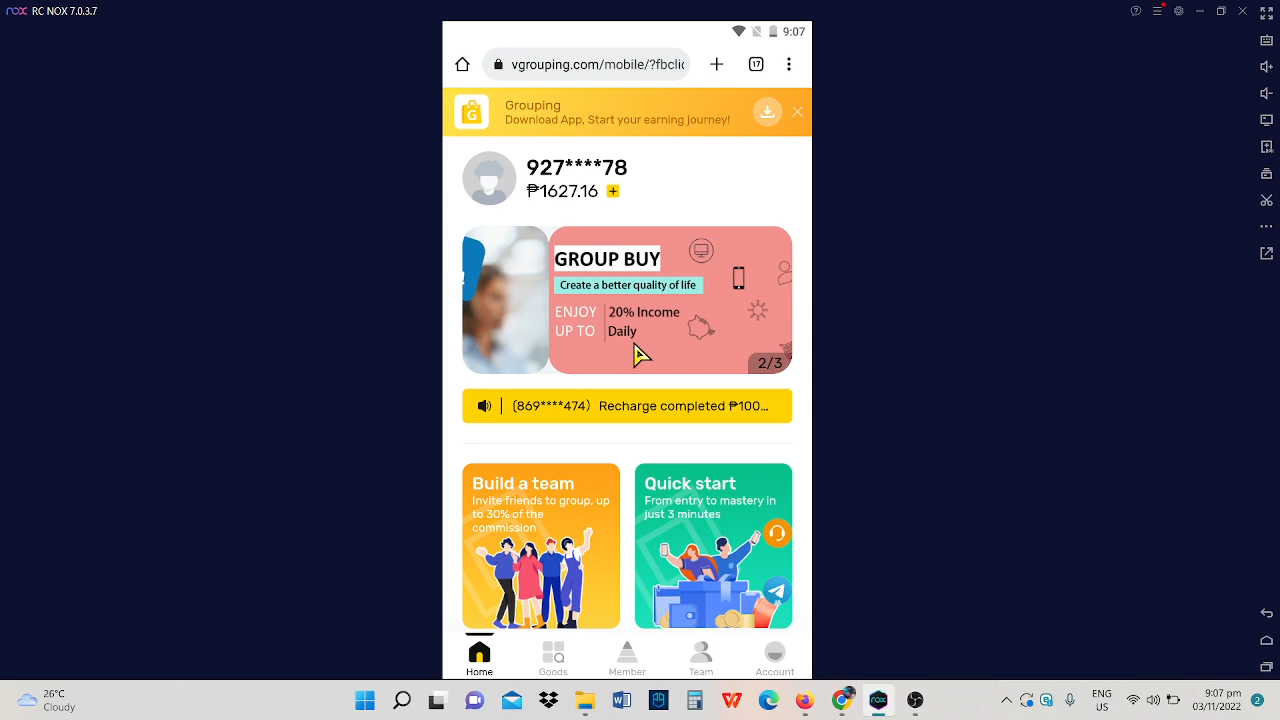 nox RC NOX 7.0.3.7
9:07
vgrouping.com/mobile/?fbclic
17
G
Grouping
Download App, Start your earning journey!
927****78
₱1627.16
GROUP BUY
Create a better quality of life
ENJOY UP TO
20% Income Daily
2/3
(869****474) Recharge completed ₱100...
Build a team
Invite friends to group, up
to 30% of the
commission
Quick start
From entry to mastery in
just 3 minutes
Home
Goods
Member
Team
Account
26°C
Cloudy
ENG
US
9:07 PM
03/11/2022
2